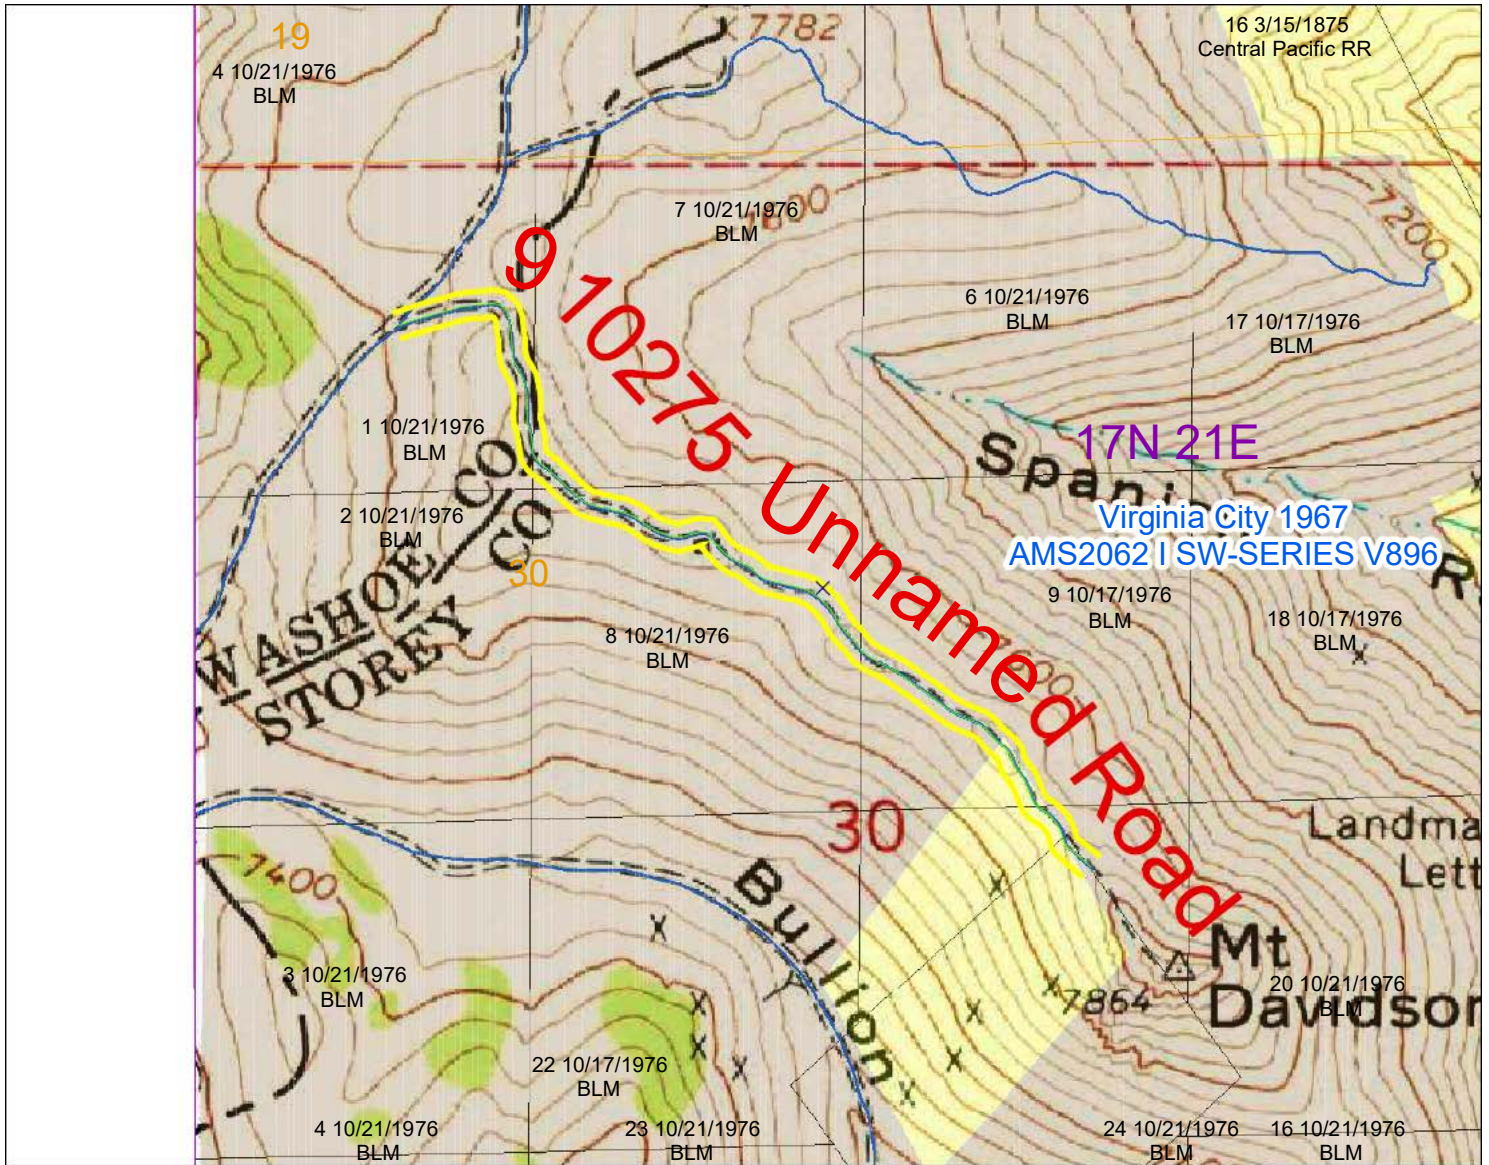 19
4 10/21/1976
BLM
7782
16 3/15/1875
Central Pacific RR
7 10/21/1976
BLM
7200
6 10/21/1976
BLM
17 10/17/1976
BLM
9 10275 Unnamed Road
1 10/21/1976
BLM
17N 21E
Virginia City 1967
AMS2062 I SW-SERIES V896
2 10/21/1976
BLM
WASHOE CO
STOREY CO
30
9 10/17/1976
BLM
18 10/17/1976
BLM
8 10/21/1976
BLM
30
Bullion
7400
Mt
Davidson
7864
20 10/21/1976
BLM
3 10/21/1976
BLM
22 10/17/1976
BLM
4 10/21/1976
BLM
23 10/21/1976
BLM
24 10/21/1976
BLM
16 10/21/1976
BLM